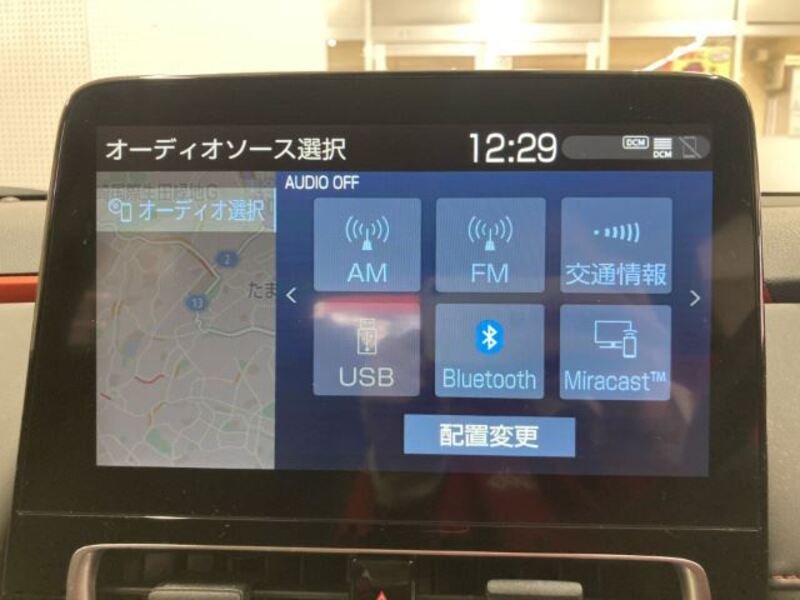 オーディオソース選択
12:29
DCM
DCM
AUDIO OFF
オーディオ選択
AM
FM
交通情報
2
13
たま
USB
Bluetooth
Miracast™
配置変更